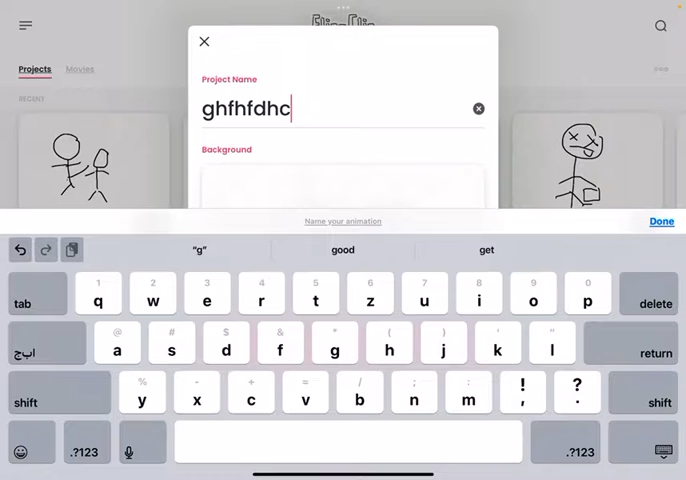 Projects
Movies
RECENT
Project Name
ghfhfdhc
Background
Name your animation
Done
"g" good get
1 2 3 4 5 6 7 8 9 0
tab q w e r t z u i o p delete
@ # $ & * ( ) ' "
ابج a s d f g h j k l return
% - + = / ; : ! ?
shift y x c v b n m , . shift
.?123 .?123